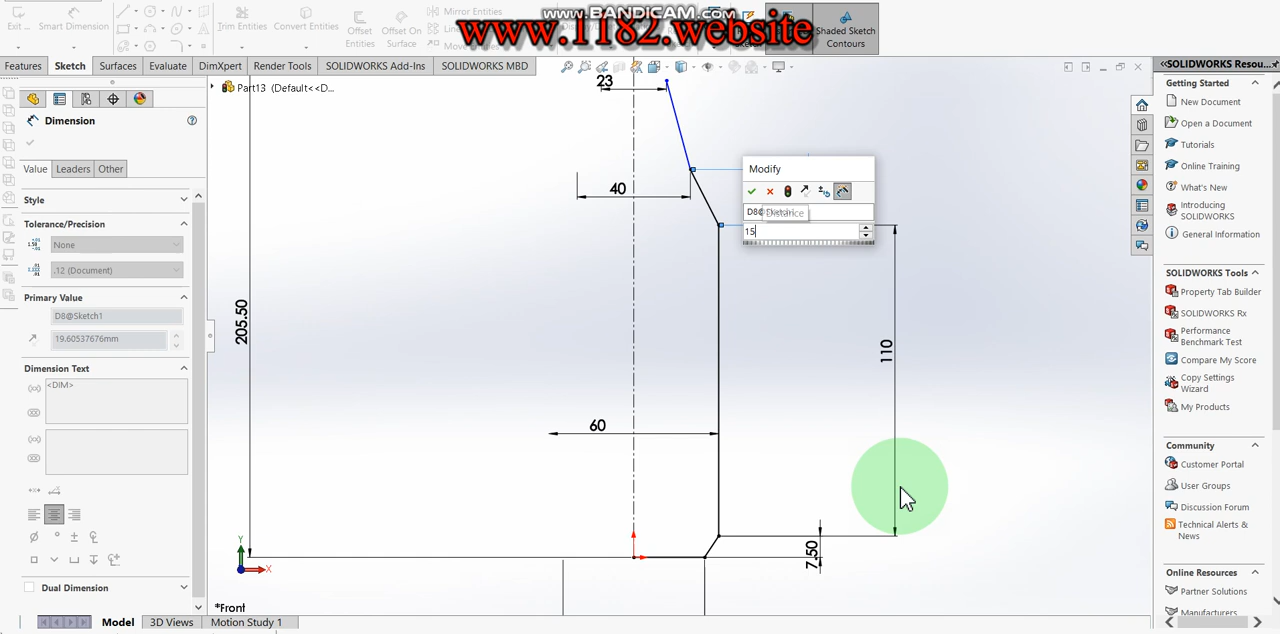 www.BANDICAM.com
www.1182.website
Exit ...
Smart Dimension
Trim Entities
Convert Entities
Offset Entities
Offset On Surface
Mirror Entities
Move Entities
Shaded Sketch Contours
Features
Sketch
Surfaces
Evaluate
DimXpert
Render Tools
SOLIDWORKS Add-Ins
SOLIDWORKS MBD
Part13 (Default<<D...
Dimension
Value
Leaders
Other
Style
Tolerance/Precision
None
.12 (Document)
Primary Value
D8@Sketch1
19.60537676mm
Dimension Text
<DIM>
Dual Dimension
23
40
205.50
60
110
7.50
Modify
Distance
15
Y
X
*Front
Model
3D Views
Motion Study 1
SOLIDWORKS Resou...
Getting Started
New Document
Open a Document
Tutorials
Online Training
What's New
Introducing
SOLIDWORKS
General Information
SOLIDWORKS Tools
Property Tab Builder
SOLIDWORKS Rx
Performance
Benchmark Test
Compare My Score
Copy Settings
Wizard
My Products
Community
Customer Portal
User Groups
Discussion Forum
Technical Alerts &
News
Online Resources
Partner Solutions
Manufacturers